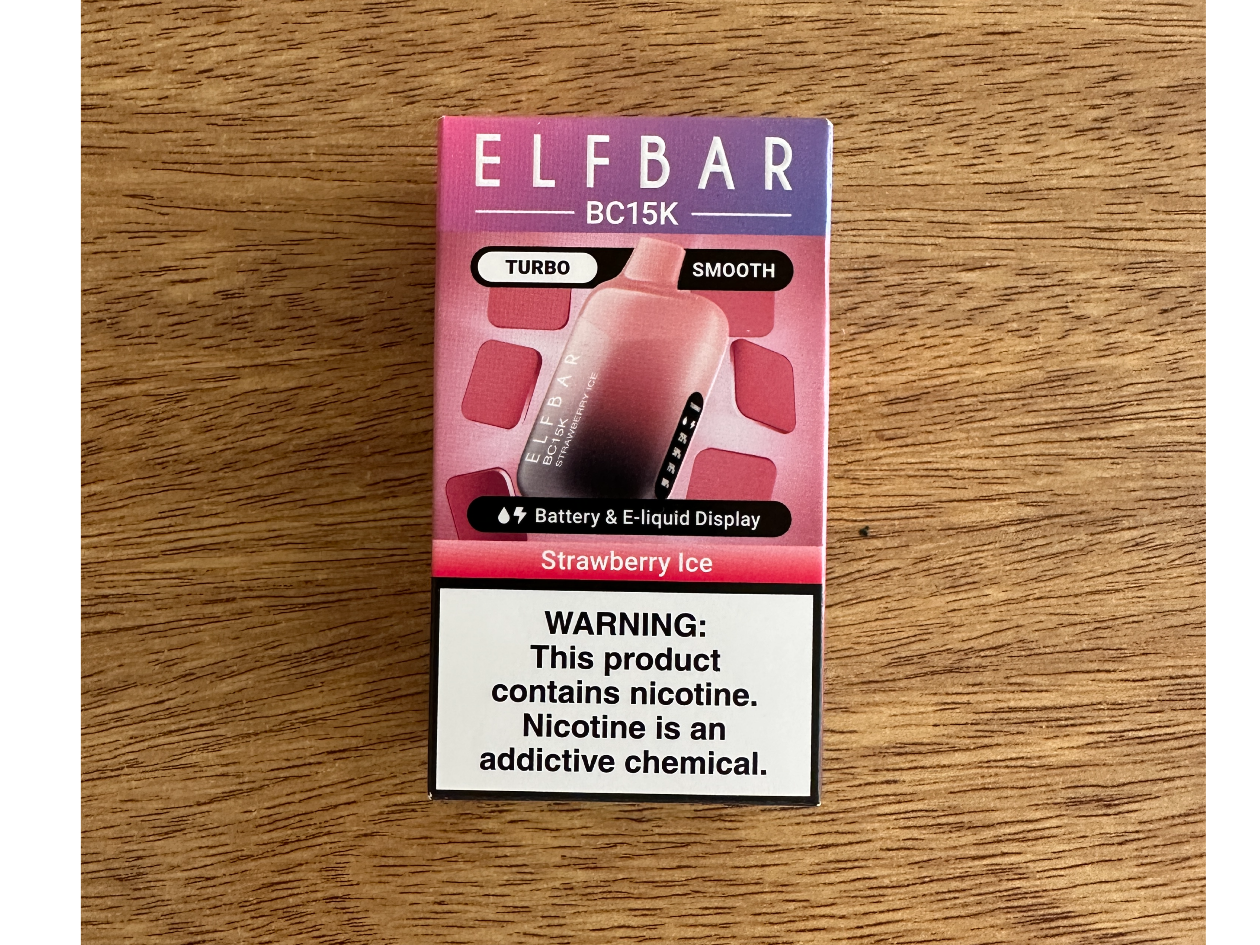 ELFBAR
BC15K
TURBO SMOOTH
ELFBAR
BC15K
STRAWBERRY ICE
Battery & E-liquid Display
Strawberry Ice
WARNING:
This product
contains nicotine.
Nicotine is an
addictive chemical.